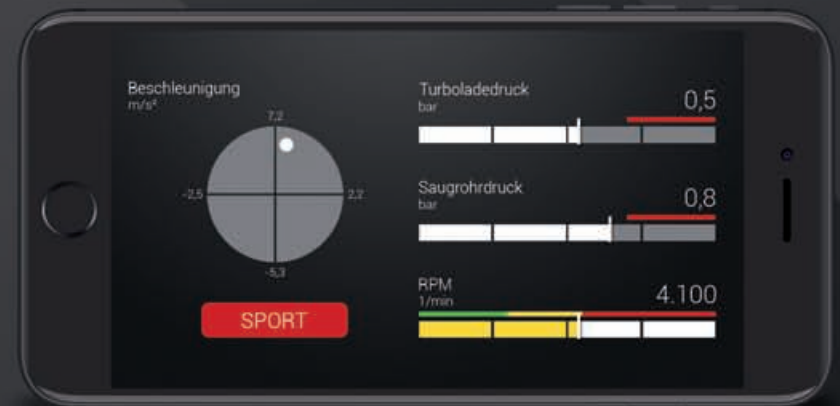 Beschleunigung
m/s²
7,2
-2,5
2,2
-5,3
SPORT
Turboladedruck
bar
0,5
Saugrohrdruck
bar
0,8
RPM
1/min
4.100